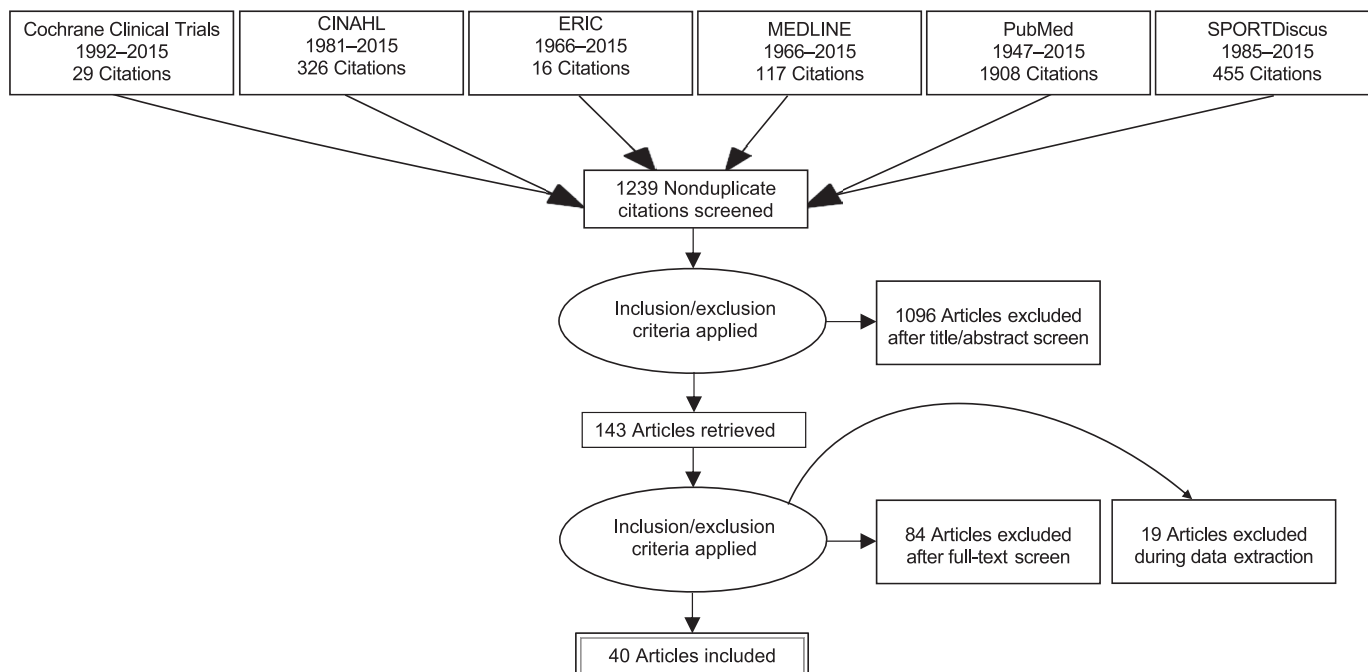 Cochrane Clinical Trials
1992–2015
29 Citations
CINAHL
1981–2015
326 Citations
ERIC
1966–2015
16 Citations
MEDLINE
1966–2015
117 Citations
PubMed
1947–2015
1908 Citations
SPORTDiscus
1985–2015
455 Citations
1239 Nonduplicate
citations screened
Inclusion/exclusion
criteria applied
1096 Articles excluded
after title/abstract screen
143 Articles retrieved
Inclusion/exclusion
criteria applied
84 Articles excluded
after full-text screen
19 Articles excluded
during data extraction
40 Articles included